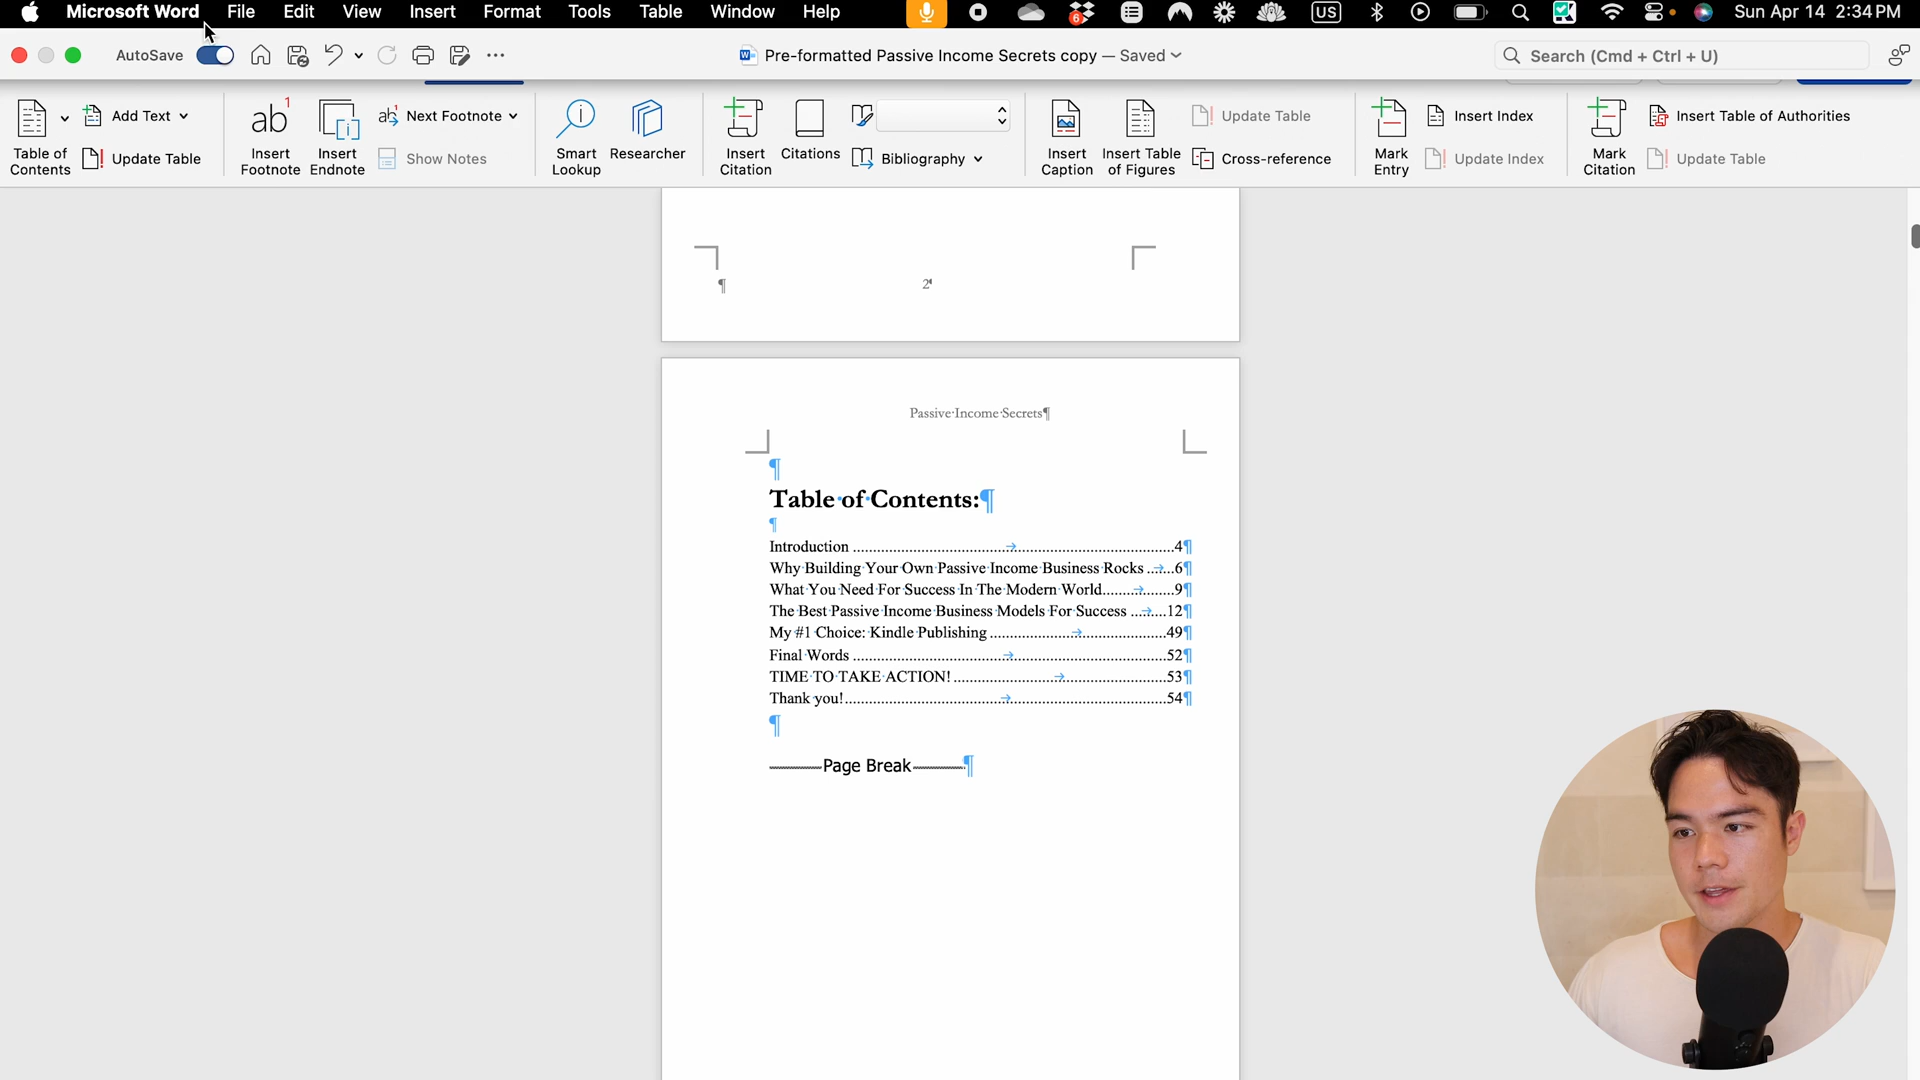 Microsoft Word File Edit View Insert Format Tools Table Window Help 6 US Sun Apr 14 2:34 PM
AutoSave Pre-formatted Passive Income Secrets copy — Saved Search (Cmd + Ctrl + U)
Table of Contents
Add Text
Update Table
ab1
Insert Footnote
Insert Endnote
ab1 Next Footnote
Show Notes
Smart Lookup
Researcher
Insert Citation
Citations
Bibliography
Insert Caption
Insert Table of Figures
Update Table
Cross-reference
Mark Entry
Insert Index
Update Index
Mark Citation
Insert Table of Authorities
Update Table
¶ 2¶
Passive·Income·Secrets¶
¶
Table·of·Contents:¶
¶
Introduction ................→................4¶
Why·Building·Your·Own·Passive·Income·Business·Rocks ...→...6¶
What·You·Need·For·Success·In·The·Modern·World......→......9¶
The·Best·Passive·Income·Business·Models·For·Success ...→....12¶
My·#1·Choice:·Kindle·Publishing ............→............49¶
Final·Words ................→................52¶
TIME·TO·TAKE·ACTION! ................→................53¶
Thank·you!................→................54¶
¶
Page Break¶